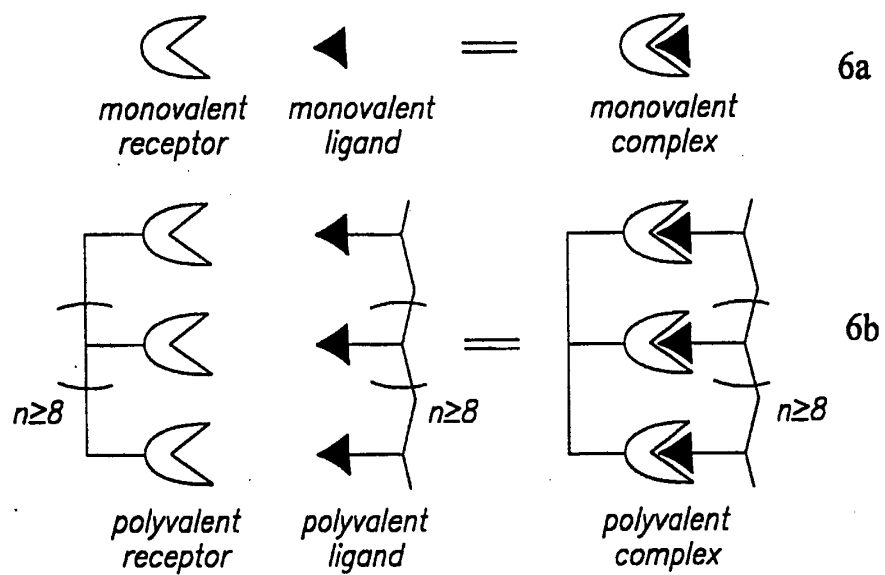 6a
monovalent receptor
monovalent ligand
monovalent complex
6b
n≥8
n≥8
n≥8
polyvalent receptor
polyvalent ligand
polyvalent complex